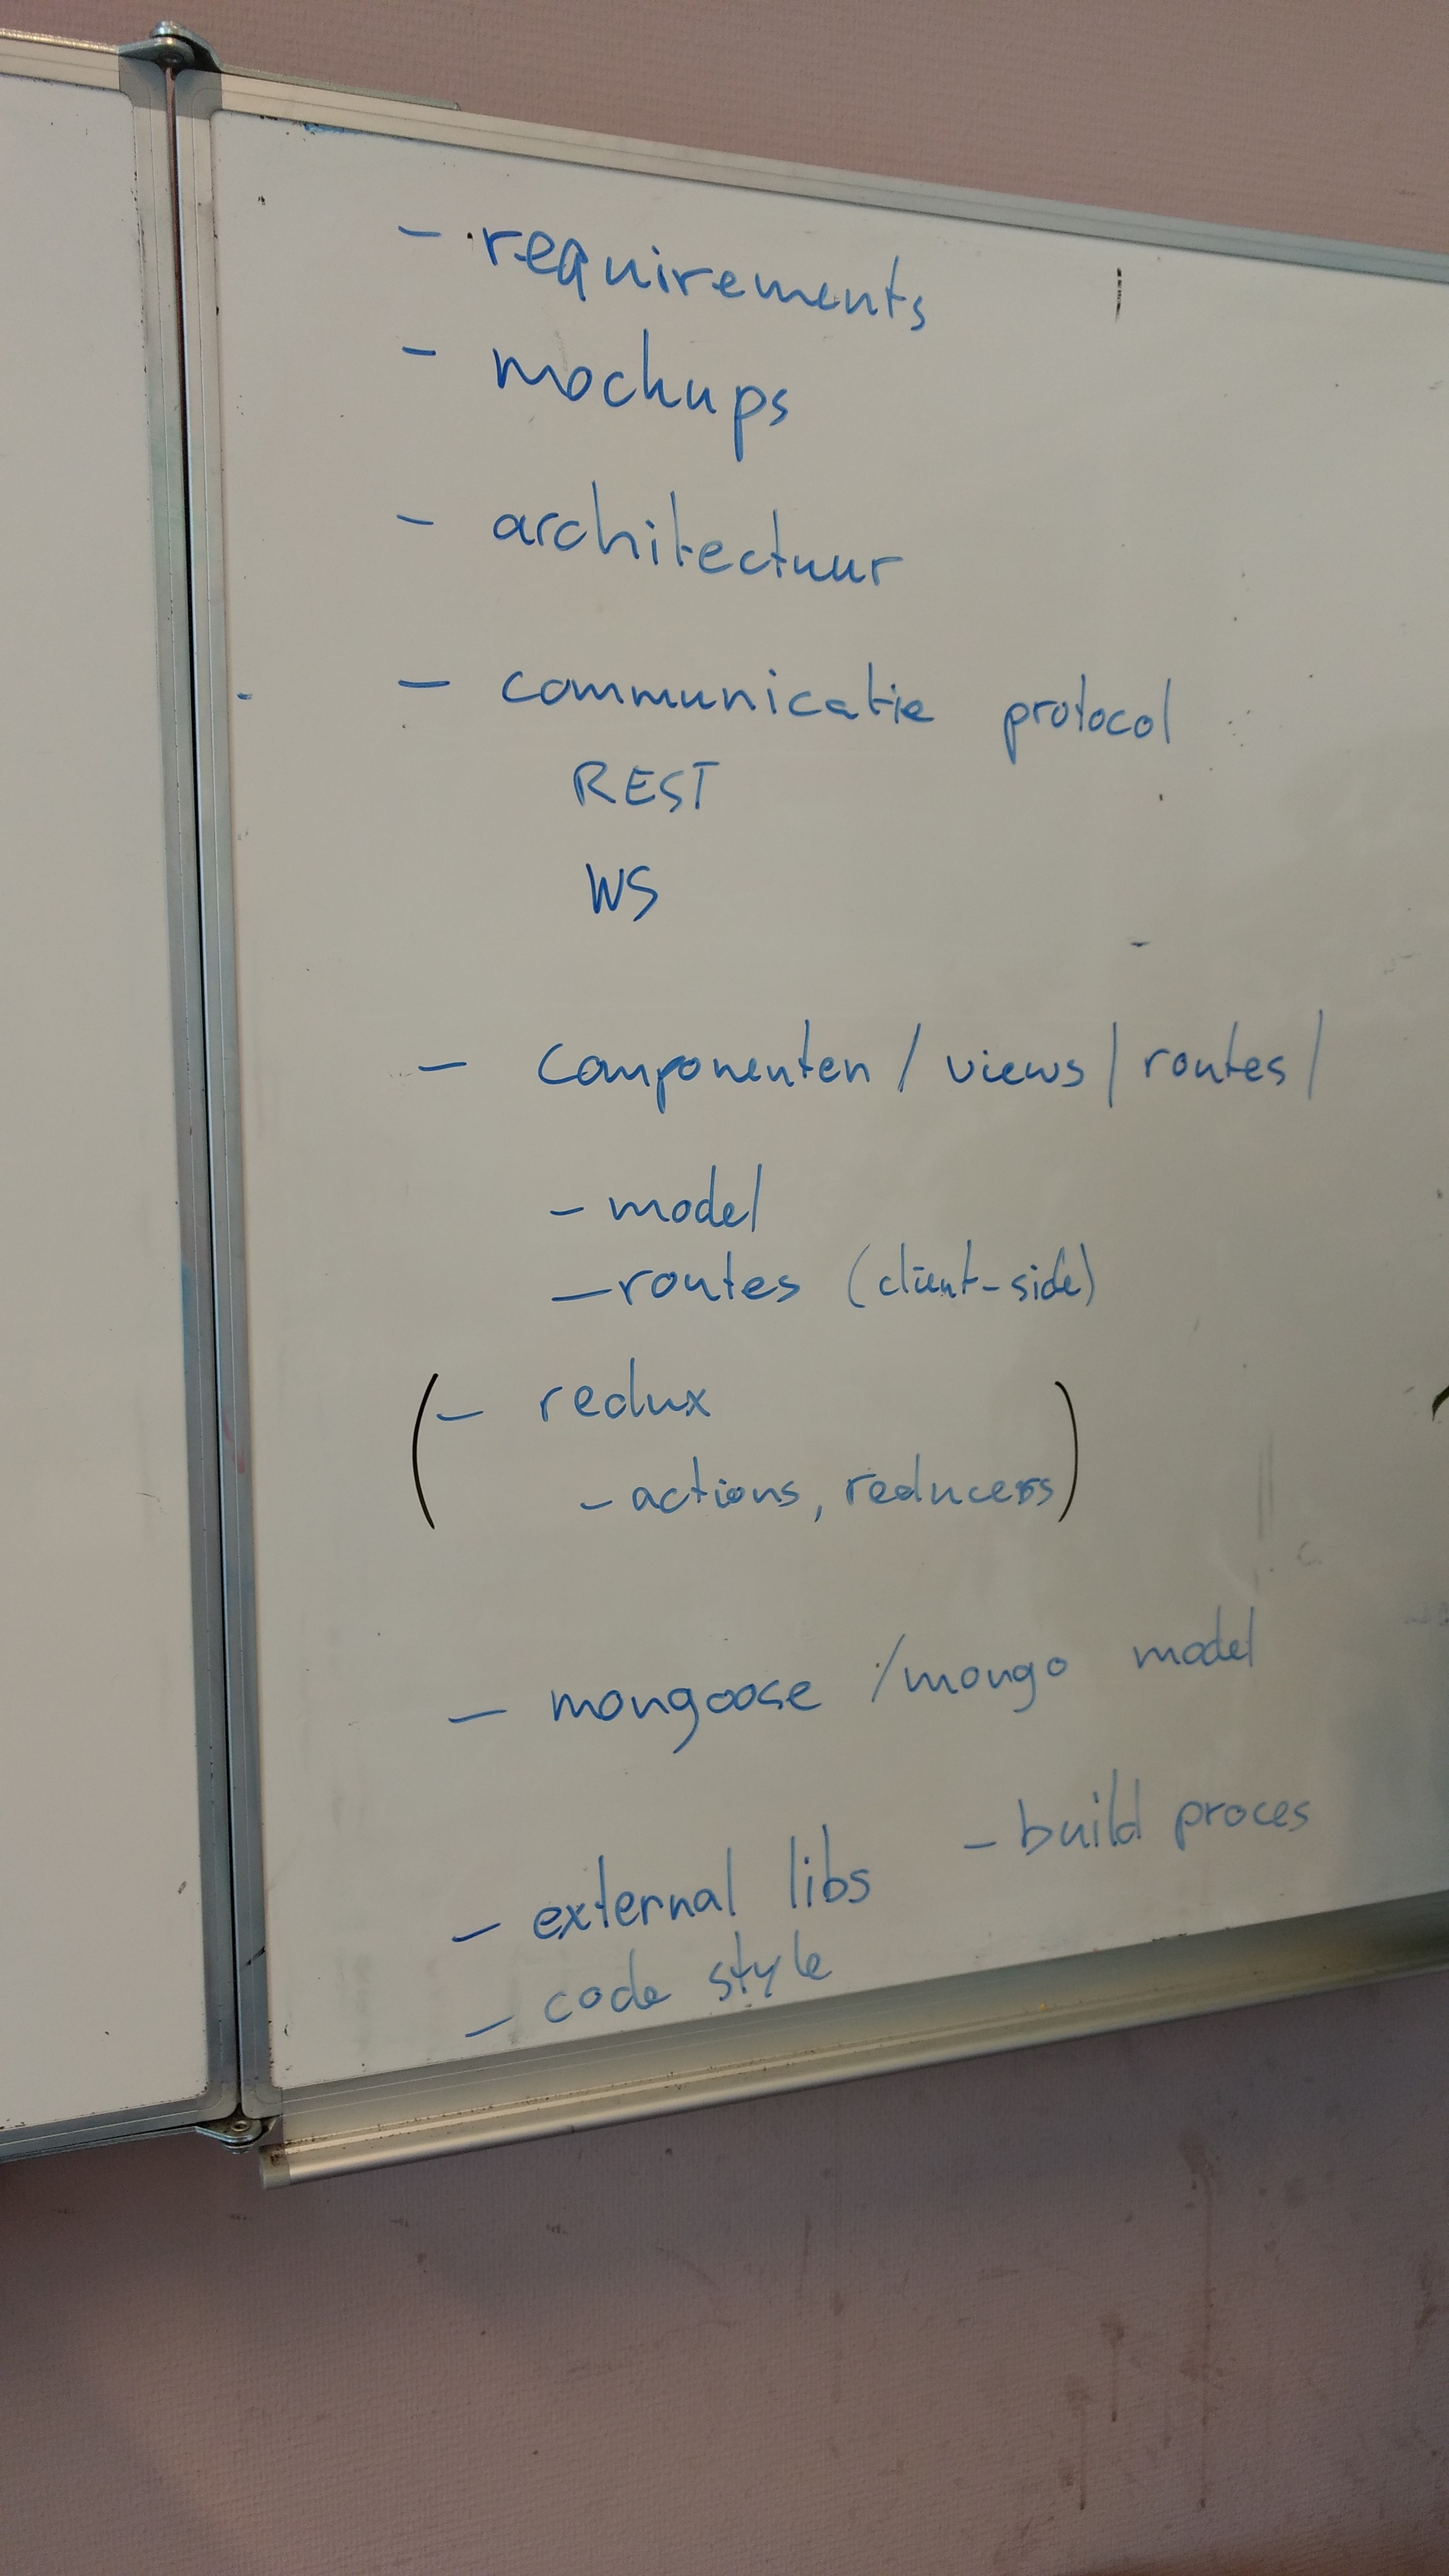 - requirements
- mockups
- architectuur
- communicatie protocol
REST
WS
- componenten / views / routes /
- model
- routes (client-side)
(- redux
- actions, reducers)
- mongoose / mongo model
- build proces
- external libs
- code style